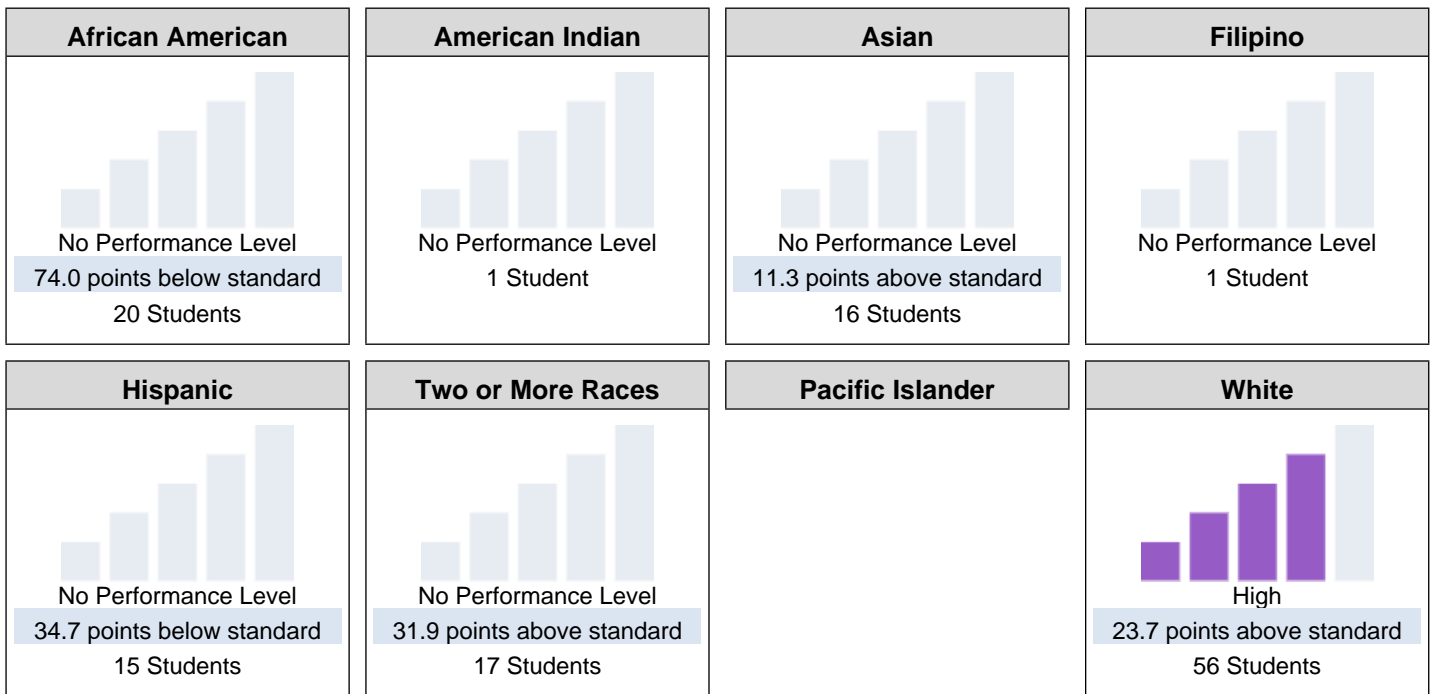 African American
No Performance Level
74.0 points below standard
20 Students
American Indian
No Performance Level
1 Student
Asian
No Performance Level
11.3 points above standard
16 Students
Filipino
No Performance Level
1 Student
Hispanic
No Performance Level
34.7 points below standard
15 Students
Two or More Races
No Performance Level
31.9 points above standard
17 Students
Pacific Islander
White
High
23.7 points above standard
56 Students